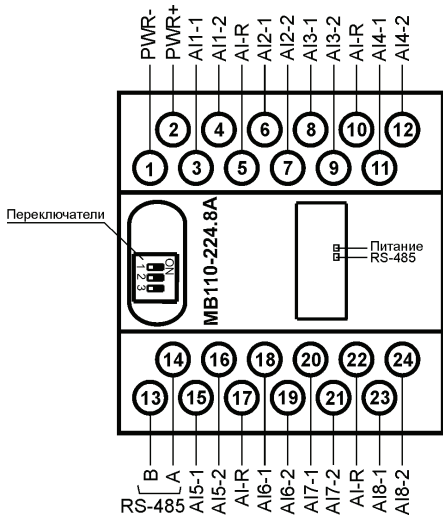 PWR-
PWR+
AI1-1
AI1-2
AI-R
AI2-1
AI2-2
AI3-1
AI3-2
AI-R
AI4-1
AI4-2
2
4
6
8
10
12
1
3
5
7
9
11
Переключатели
ON
1
2
3
МВ110-224.8А
Питание
RS-485
14
16
18
20
22
24
13
15
17
19
21
23
B
A
RS-485
AI5-1
AI5-2
AI-R
AI6-1
AI6-2
AI7-1
AI7-2
AI-R
AI8-1
AI8-2